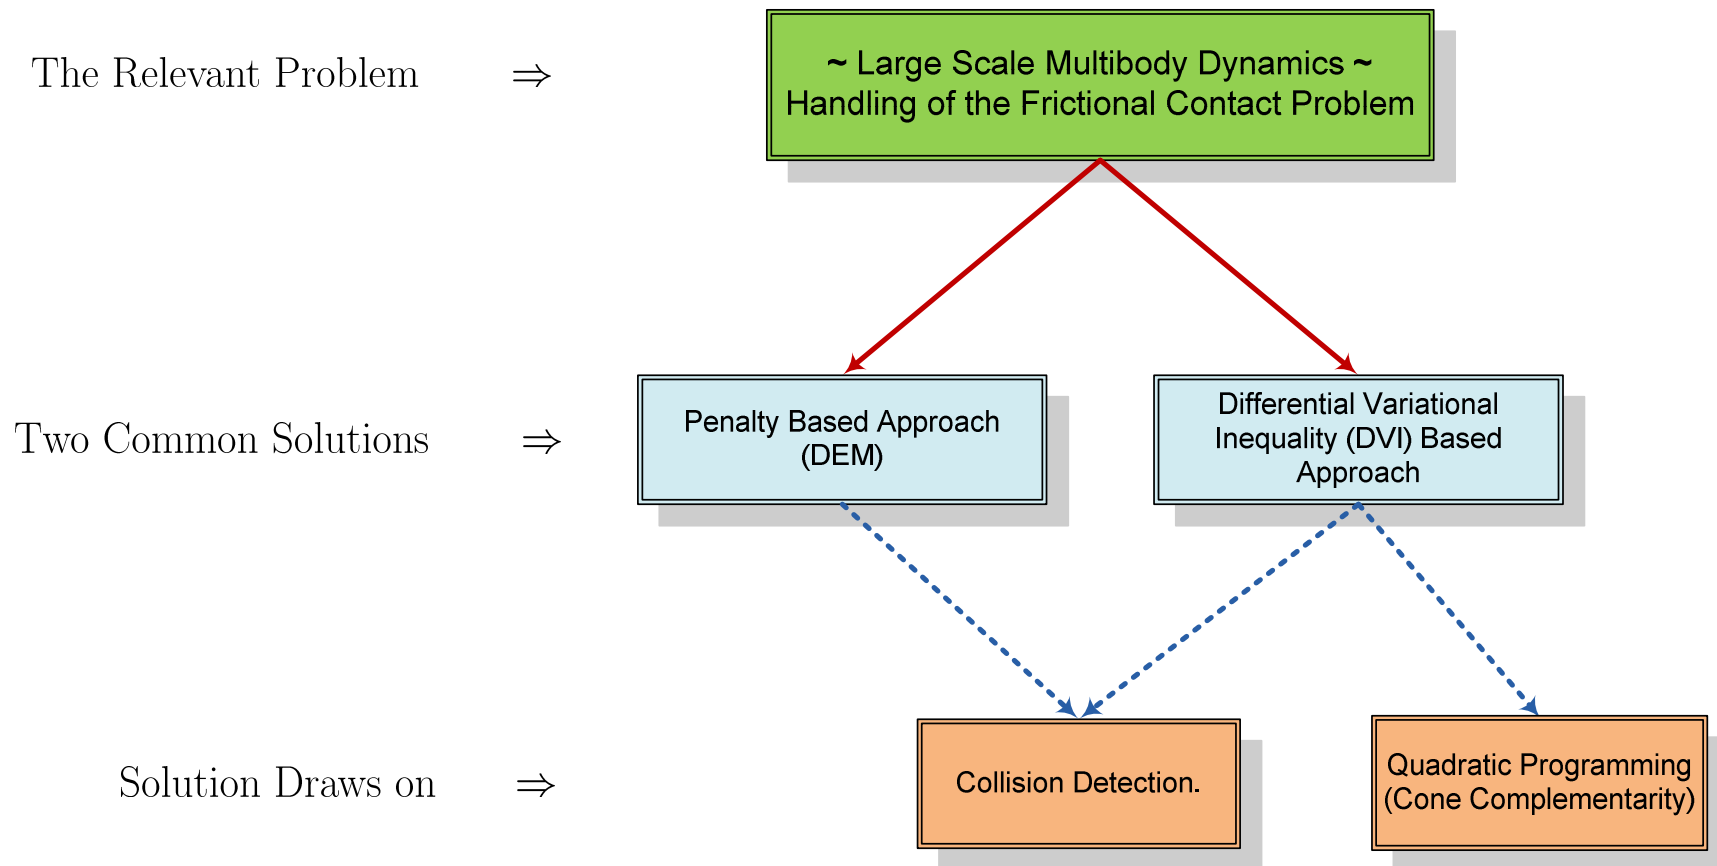 The Relevant Problem ⇒
~ Large Scale Multibody Dynamics ~
Handling of the Frictional Contact Problem
Two Common Solutions ⇒
Penalty Based Approach
(DEM)
Differential Variational
Inequality (DVI) Based
Approach
Solution Draws on ⇒
Collision Detection.
Quadratic Programming
(Cone Complementarity)